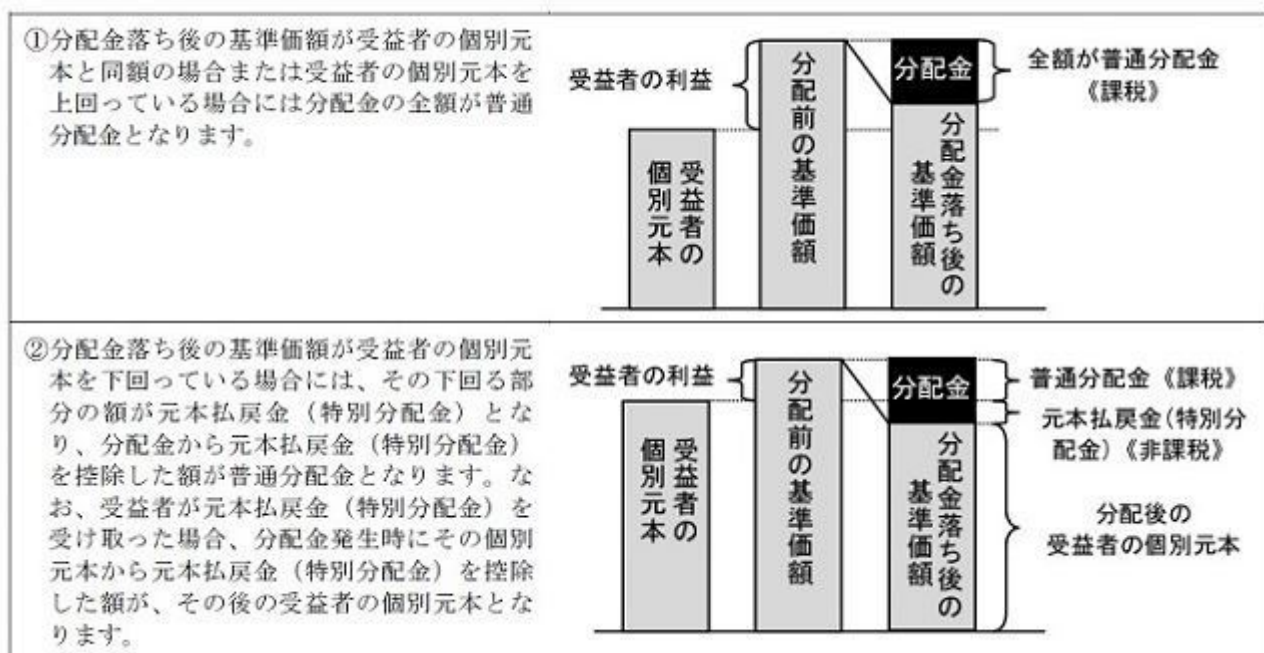 ①分配金落ち後の基準価額が受益者の個別元
本と同額の場合または受益者の個別元本を
上回っている場合には分配金の全額が普通
分配金となります。
受益者の利益
受益者の
個別元本
分配前の基準価額
分配金
分配金落ち後の
基準価額
全額が普通分配金
《課税》
②分配金落ち後の基準価額が受益者の個別元
本を下回っている場合には、その下回る部
分の額が元本払戻金（特別分配金）とな
り、分配金から元本払戻金（特別分配金）
を控除した額が普通分配金となります。な
お、受益者が元本払戻金（特別分配金）を
受け取った場合、分配金発生時にその個別
元本から元本払戻金（特別分配金）を控除
した額が、その後の受益者の個別元本とな
ります。
受益者の利益
受益者の
個別元本
分配前の基準価額
分配金
分配金落ち後の
基準価額
普通分配金《課税》
元本払戻金(特別分
配金)《非課税》
分配後の
受益者の個別元本